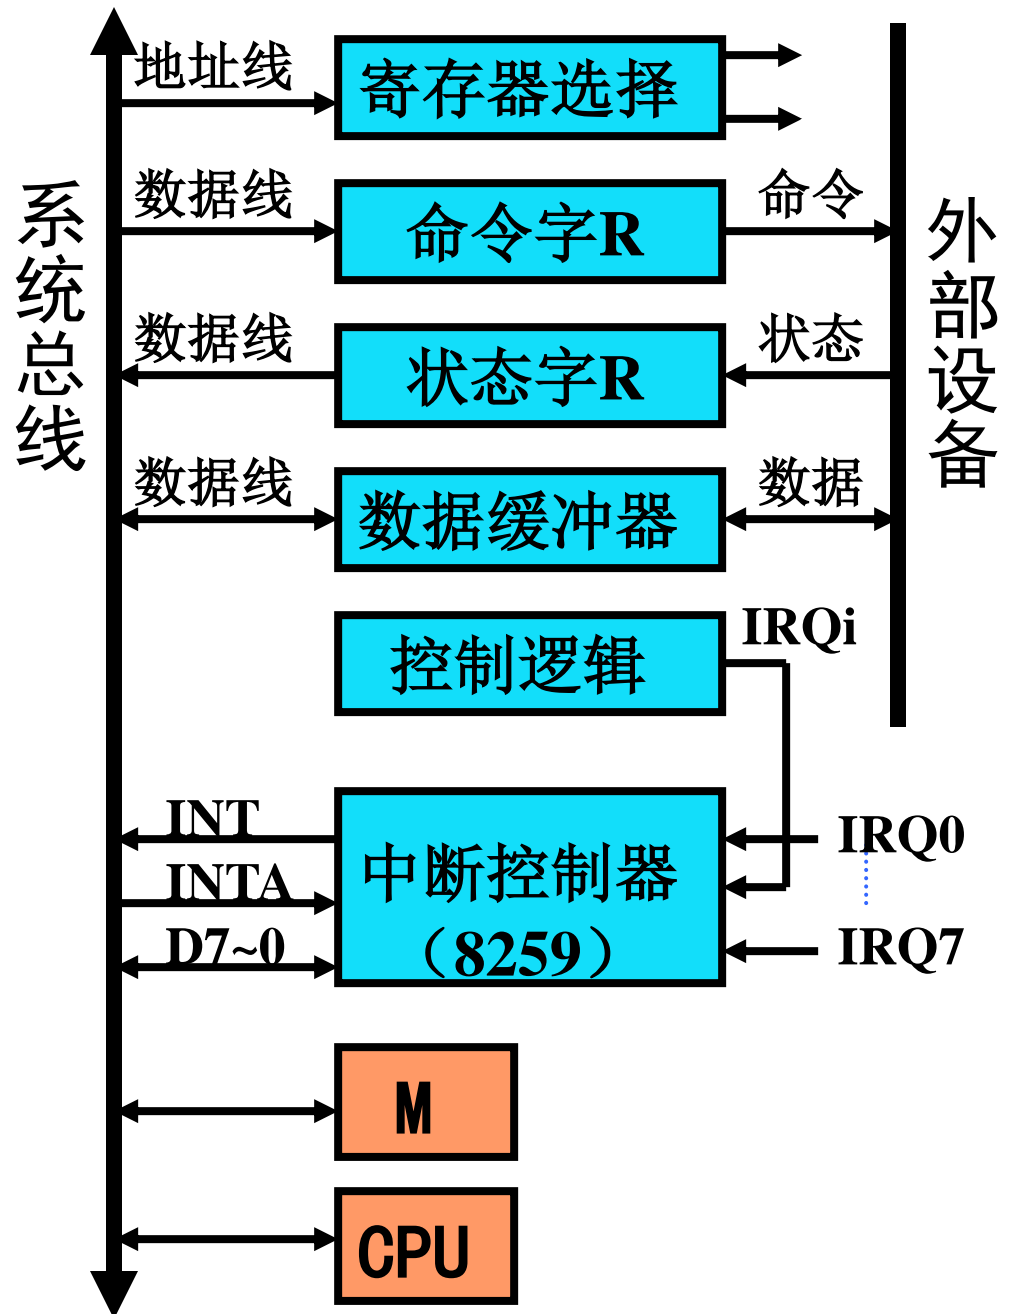 系统总线
地址线
寄存器选择
数据线
命令字R
命令
数据线
状态字R
状态
数据线
数据缓冲器
数据
外部设备
控制逻辑
IRQi
INT
INTA
D7~0
中断控制器
（8259）
IRQ0
IRQ7
M
CPU